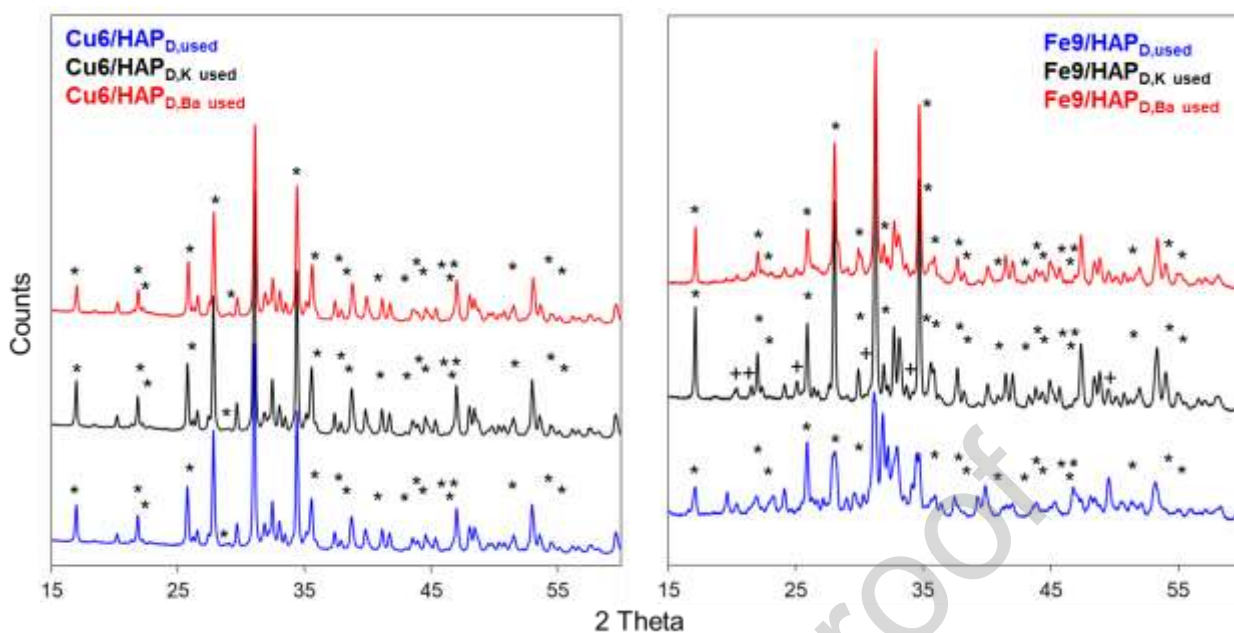 Cu6/HAPD,used
Cu6/HAPD,K used
Cu6/HAPD,Ba used
Fe9/HAPD,used
Fe9/HAPD,K used
Fe9/HAPD,Ba used
Counts
15 25 35 45 55
15 25 35 45 55
2 Theta
roof